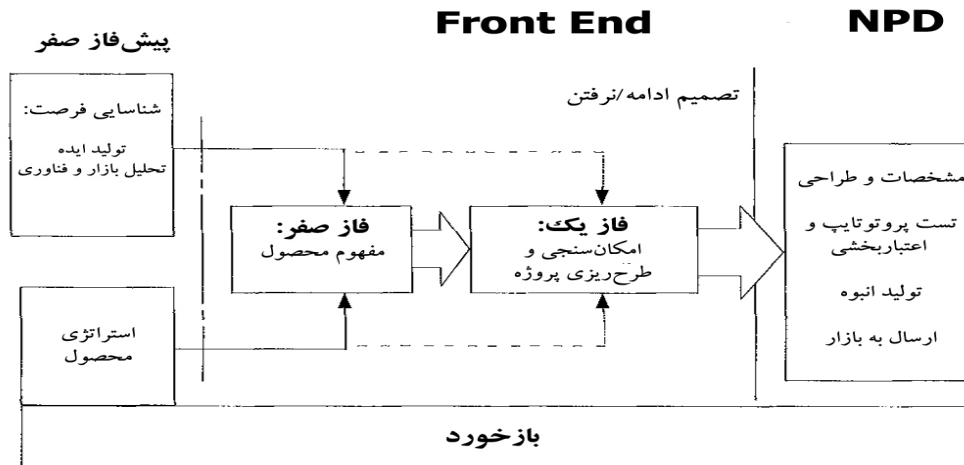 Front End
NPD
پیش‌فاز صفر
شناسایی فرصت:
تولید ایده
تحلیل بازار و فناوری
استراتژی
محصول
فاز صفر:
مفهوم محصول
فاز یک:
امکان‌سنجی و
طرح‌ریزی پروژه
تصمیم ادامه/نرفتن
مشخصات و طراحی
تست پروتوتایپ و
اعتباربخشی
تولید انبوه
ارسال به بازار
بازخورد